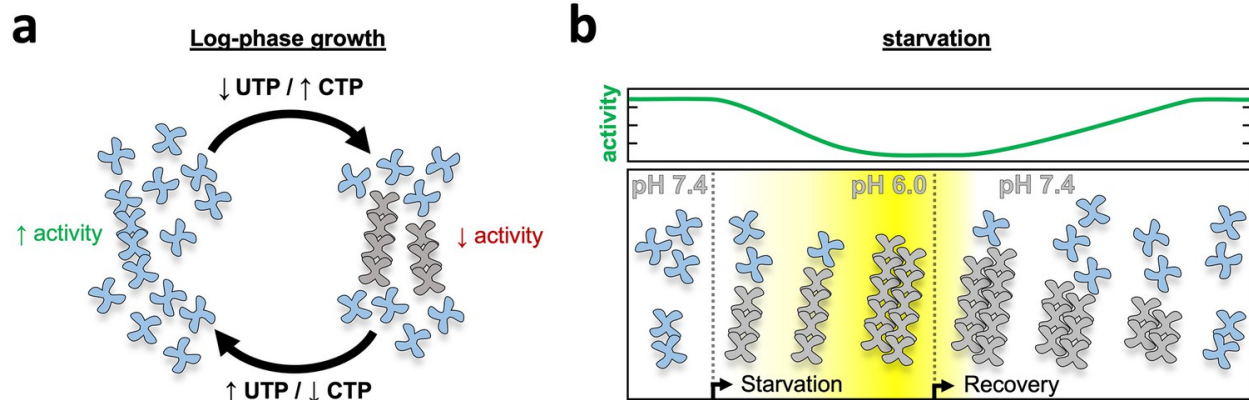 a
Log-phase growth
↓ UTP / ↑ CTP
↑ activity
↓ activity
↑ UTP / ↓ CTP
b
starvation
activity
pH 7.4
pH 6.0
pH 7.4
Starvation
Recovery